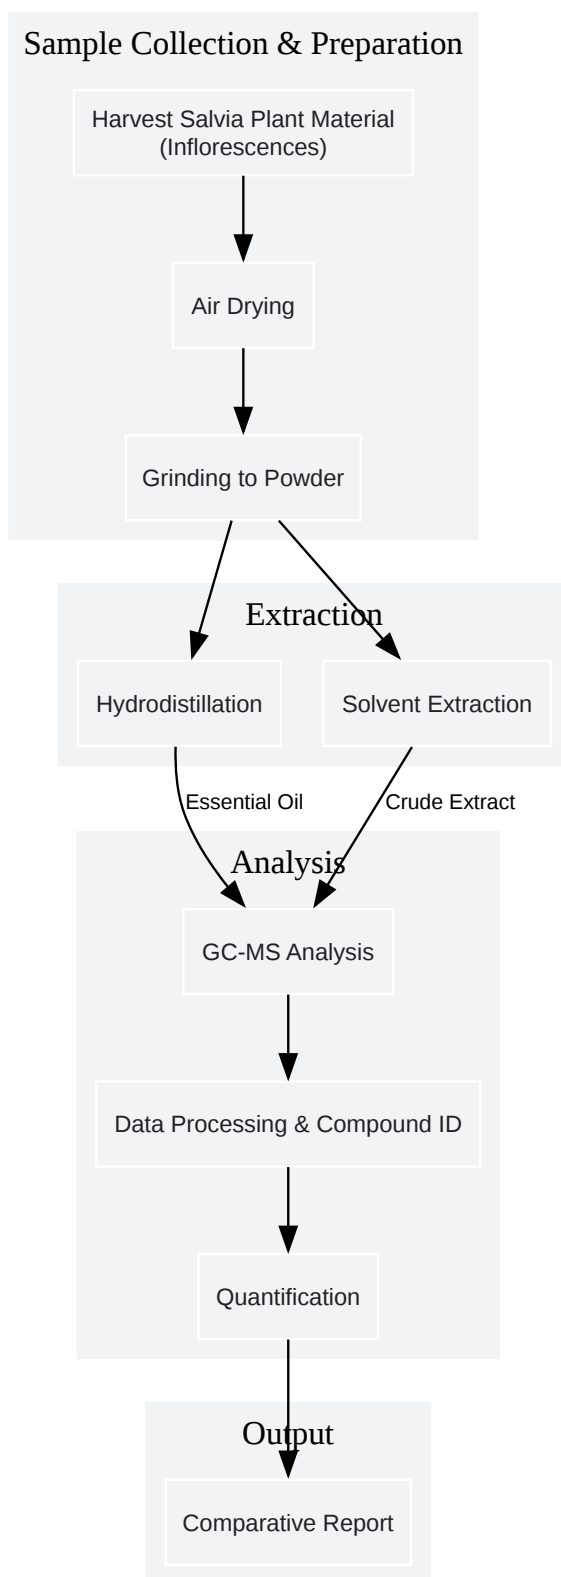 Sample Collection & Preparation
Harvest Salvia Plant Material
(Inflorescences)
Air Drying
Grinding to Powder
Extraction
Hydrodistillation
Solvent Extraction
Essential Oil
Crude Extract
Analysis
GC-MS Analysis
Data Processing & Compound ID
Quantification
Output
Comparative Report